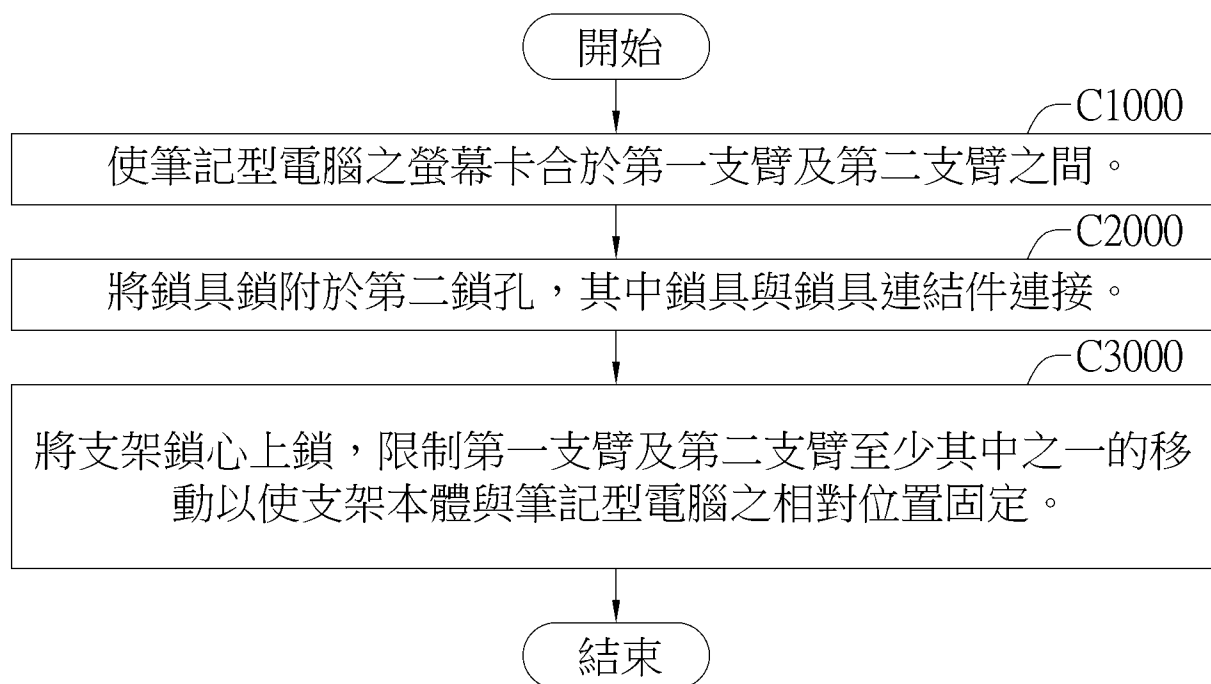 開始
C1000
使筆記型電腦之螢幕卡合於第一支臂及第二支臂之間。
C2000
將鎖具鎖附於第二鎖孔，其中鎖具與鎖具連結件連接。
C3000
將支架鎖心上鎖，限制第一支臂及第二支臂至少其中之一的移
動以使支架本體與筆記型電腦之相對位置固定。
結束